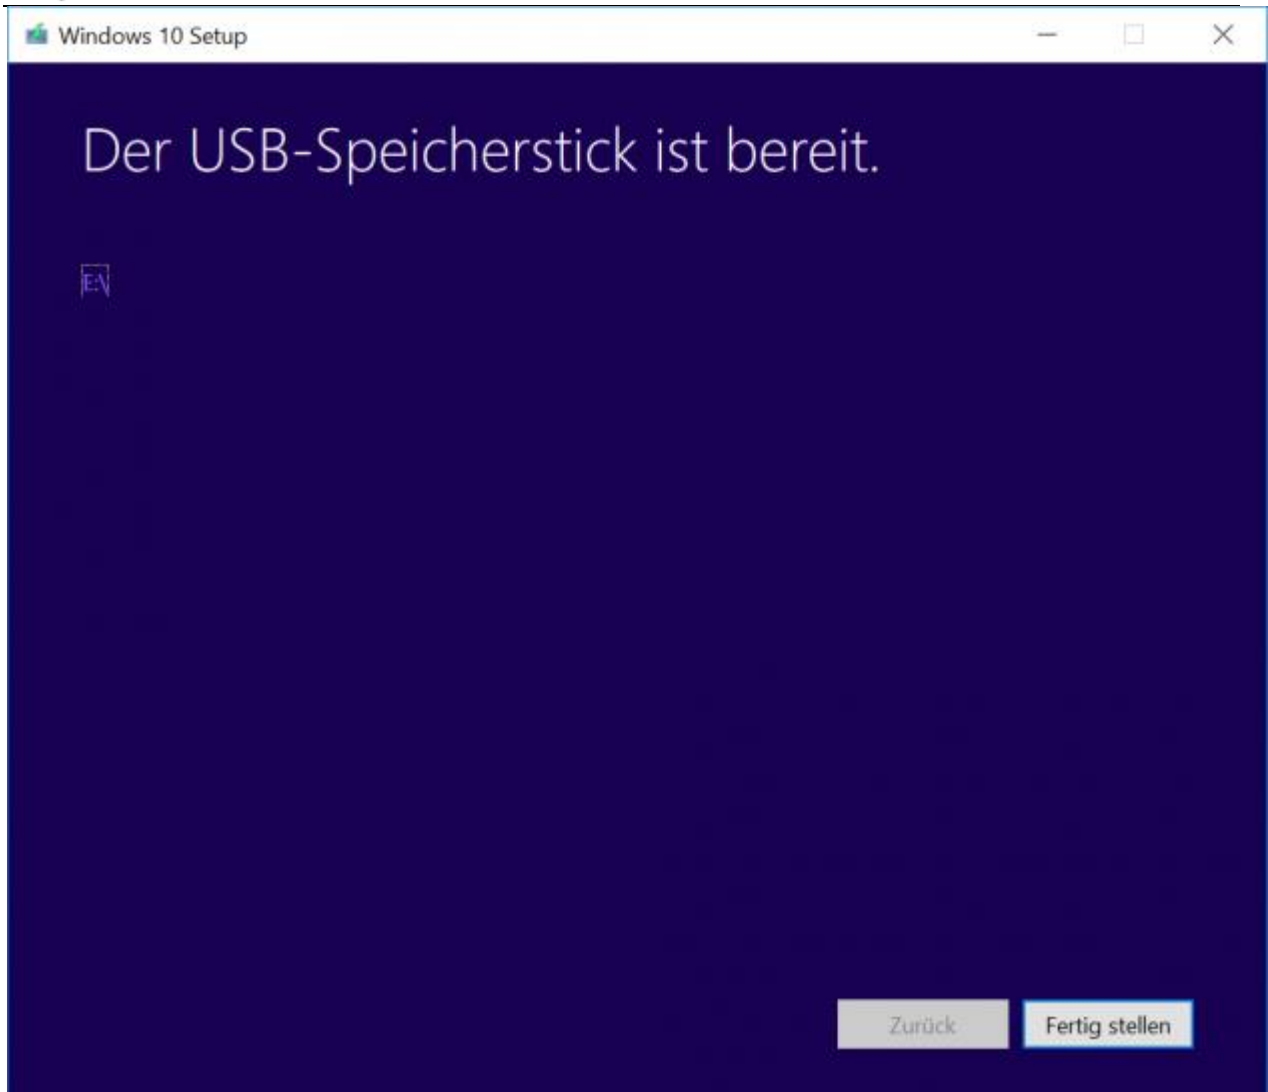 Windows 10 Setup
Der USB-Speicherstick ist bereit.
E:\
Zurück
Fertig stellen